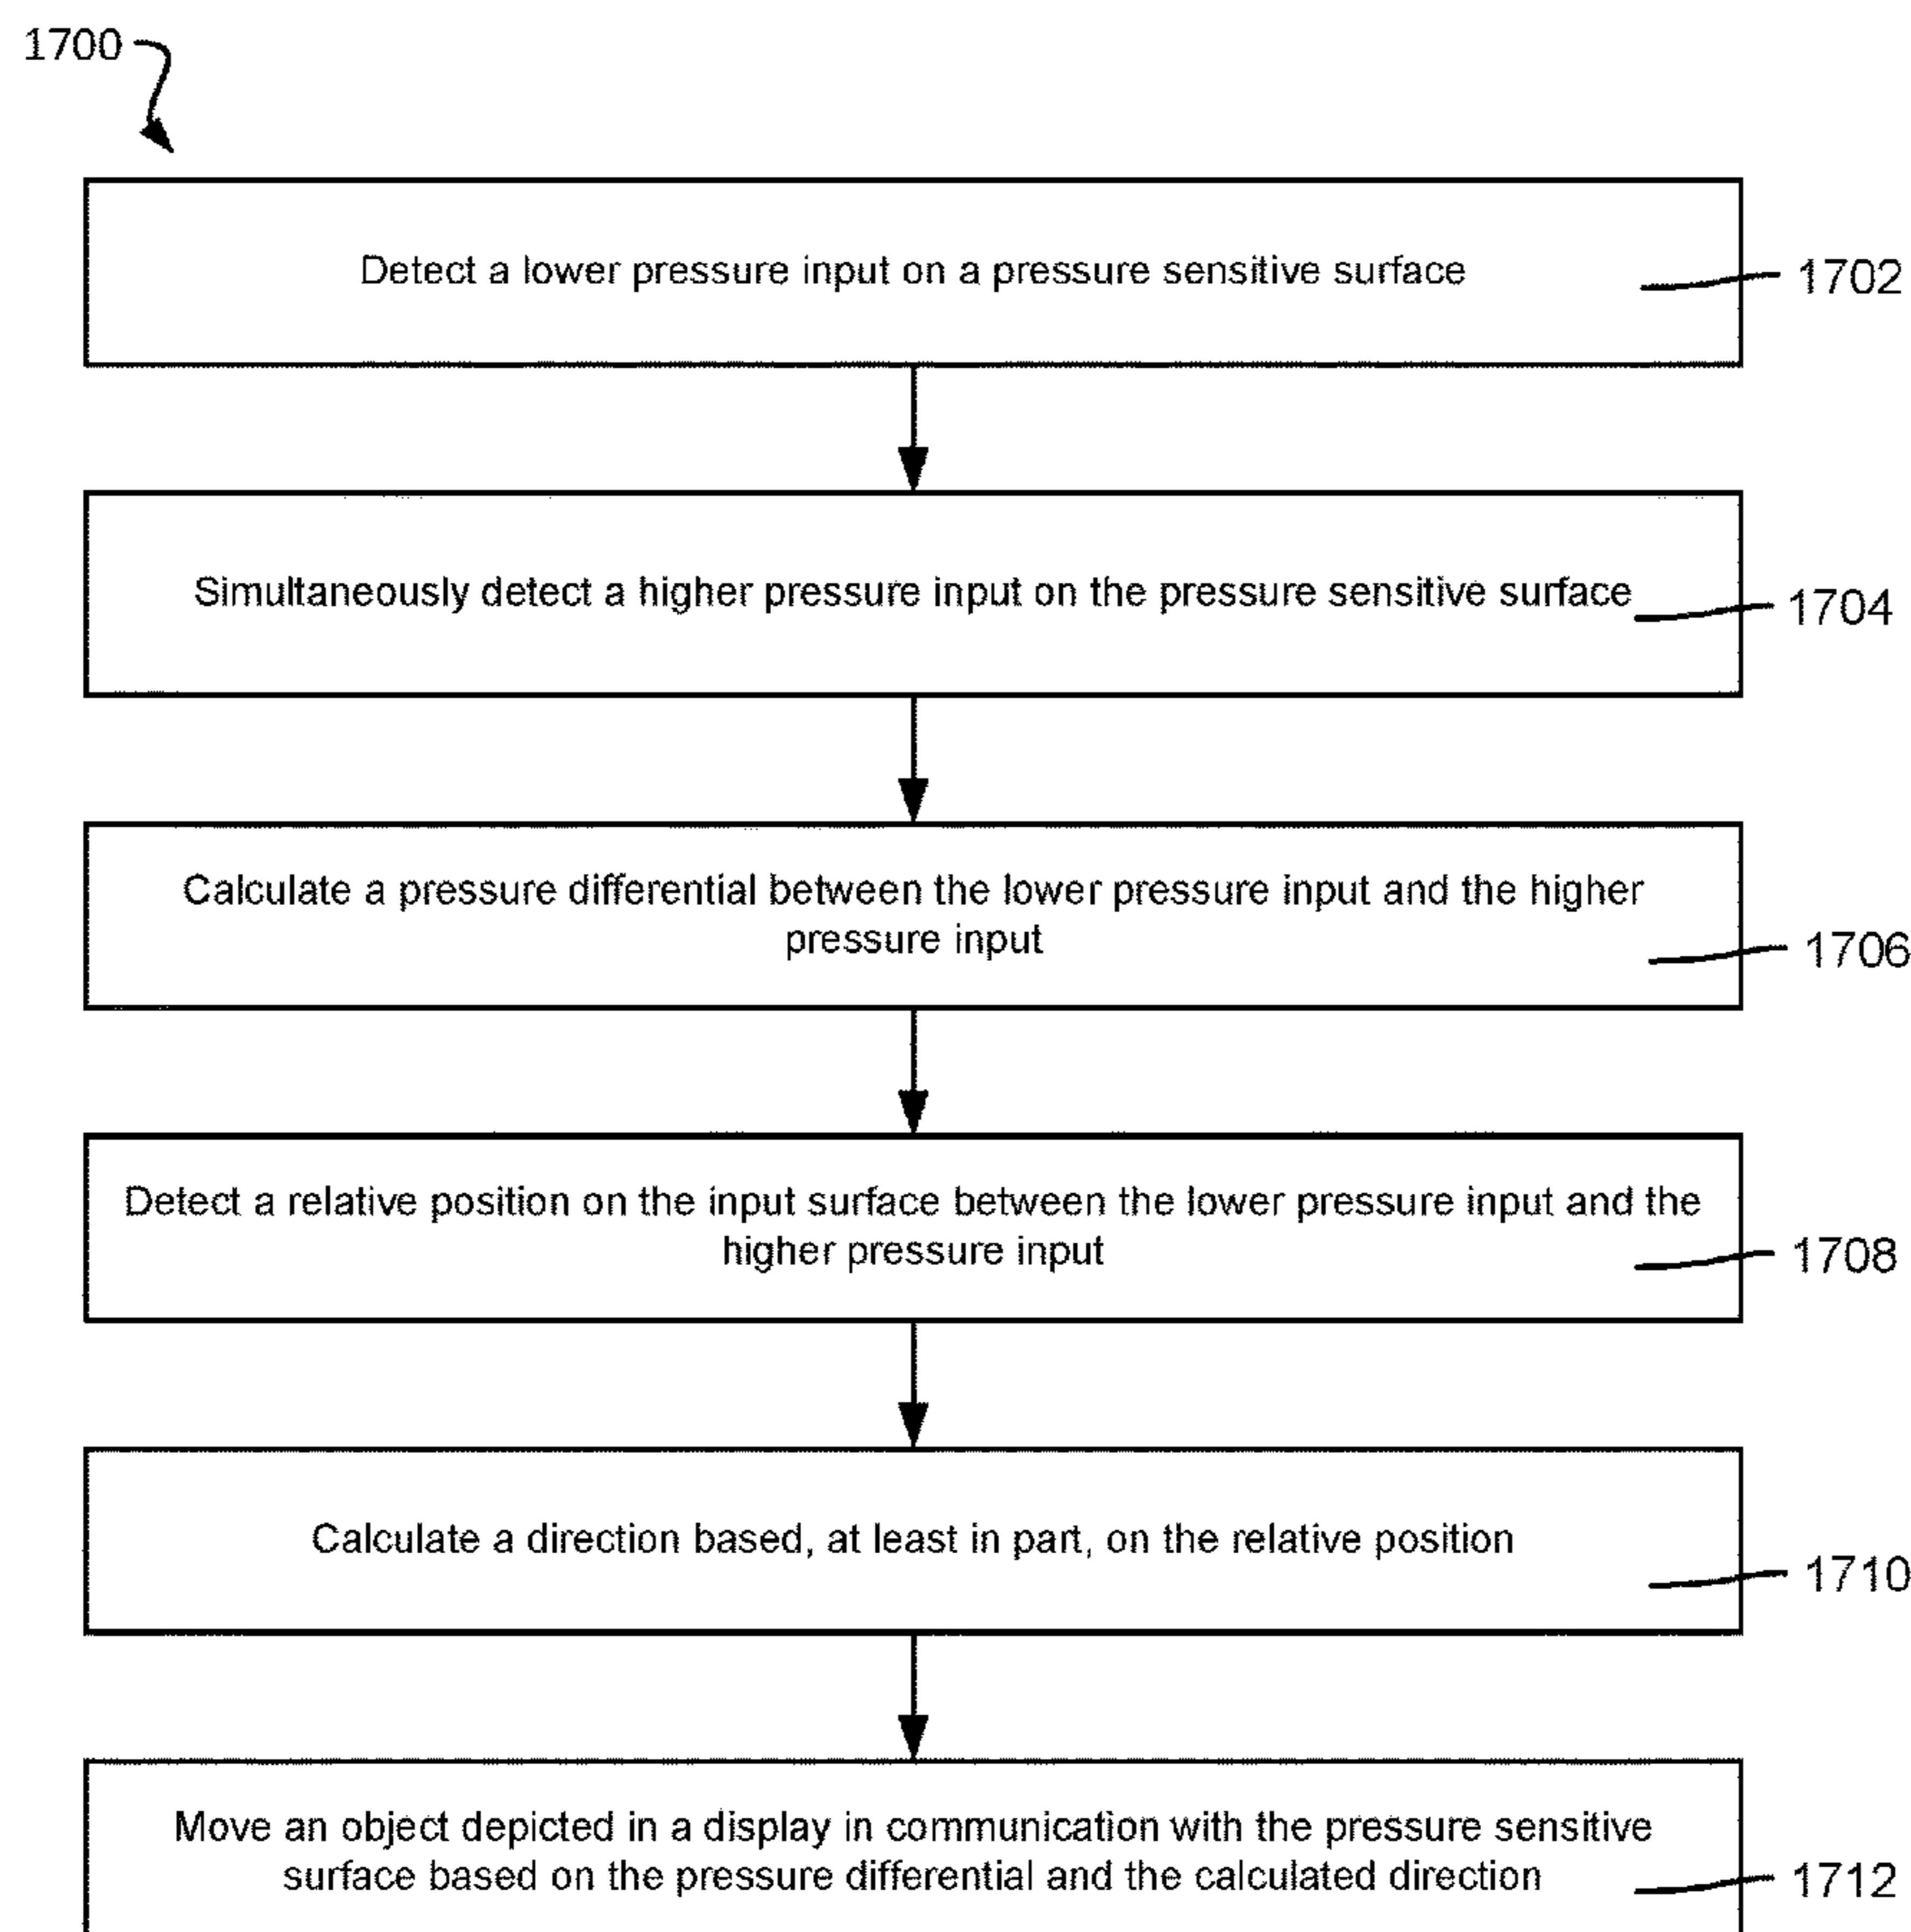 1700
Detect a lower pressure input on a pressure sensitive surface
1702
Simultaneously detect a higher pressure input on the pressure sensitive surface
1704
Calculate a pressure differential between the lower pressure input and the higher
pressure input
1706
Detect a relative position on the input surface between the lower pressure input and the
higher pressure input
1708
Calculate a direction based, at least in part, on the relative position
1710
Move an object depicted in a display in communication with the pressure sensitive
surface based on the pressure differential and the calculated direction
1712